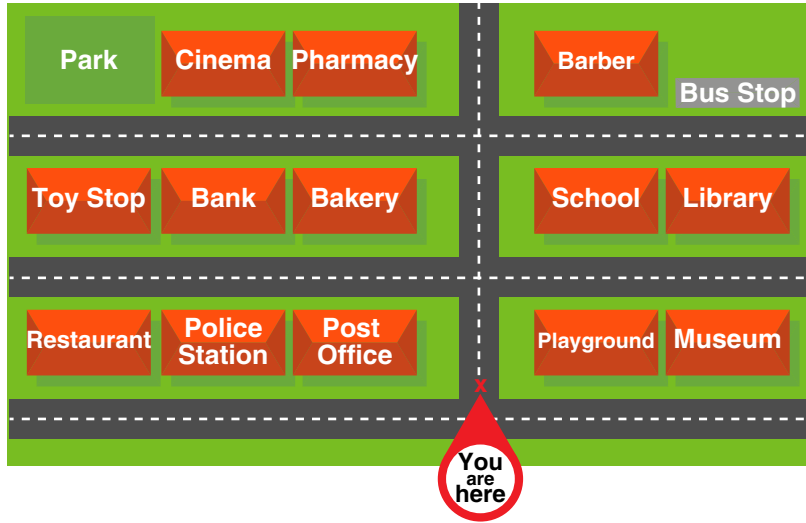 Park
Cinema
Pharmacy
Barber
Bus Stop
Toy Stop
Bank
Bakery
School
Library
Restaurant
Police
Station
Post
Office
Playground
Museum
x
You
are
here